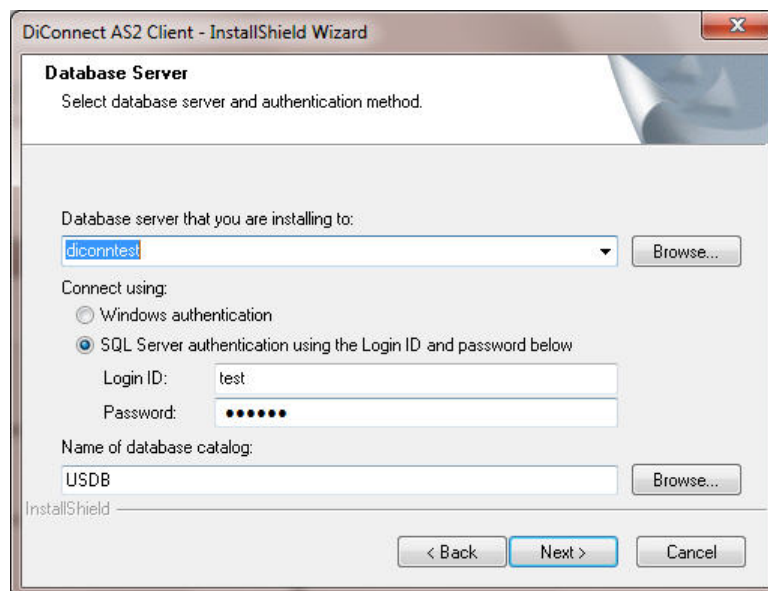 DiConnect AS2 Client - InstallShield Wizard
Database Server
Select database server and authentication method.
Database server that you are installing to:
diconntest
Browse...
Connect using:
Windows authentication
SQL Server authentication using the Login ID and password below
Login ID:
test
Password:
●●●●●●
Name of database catalog:
USDB
Browse...
InstallShield
< Back
Next >
Cancel